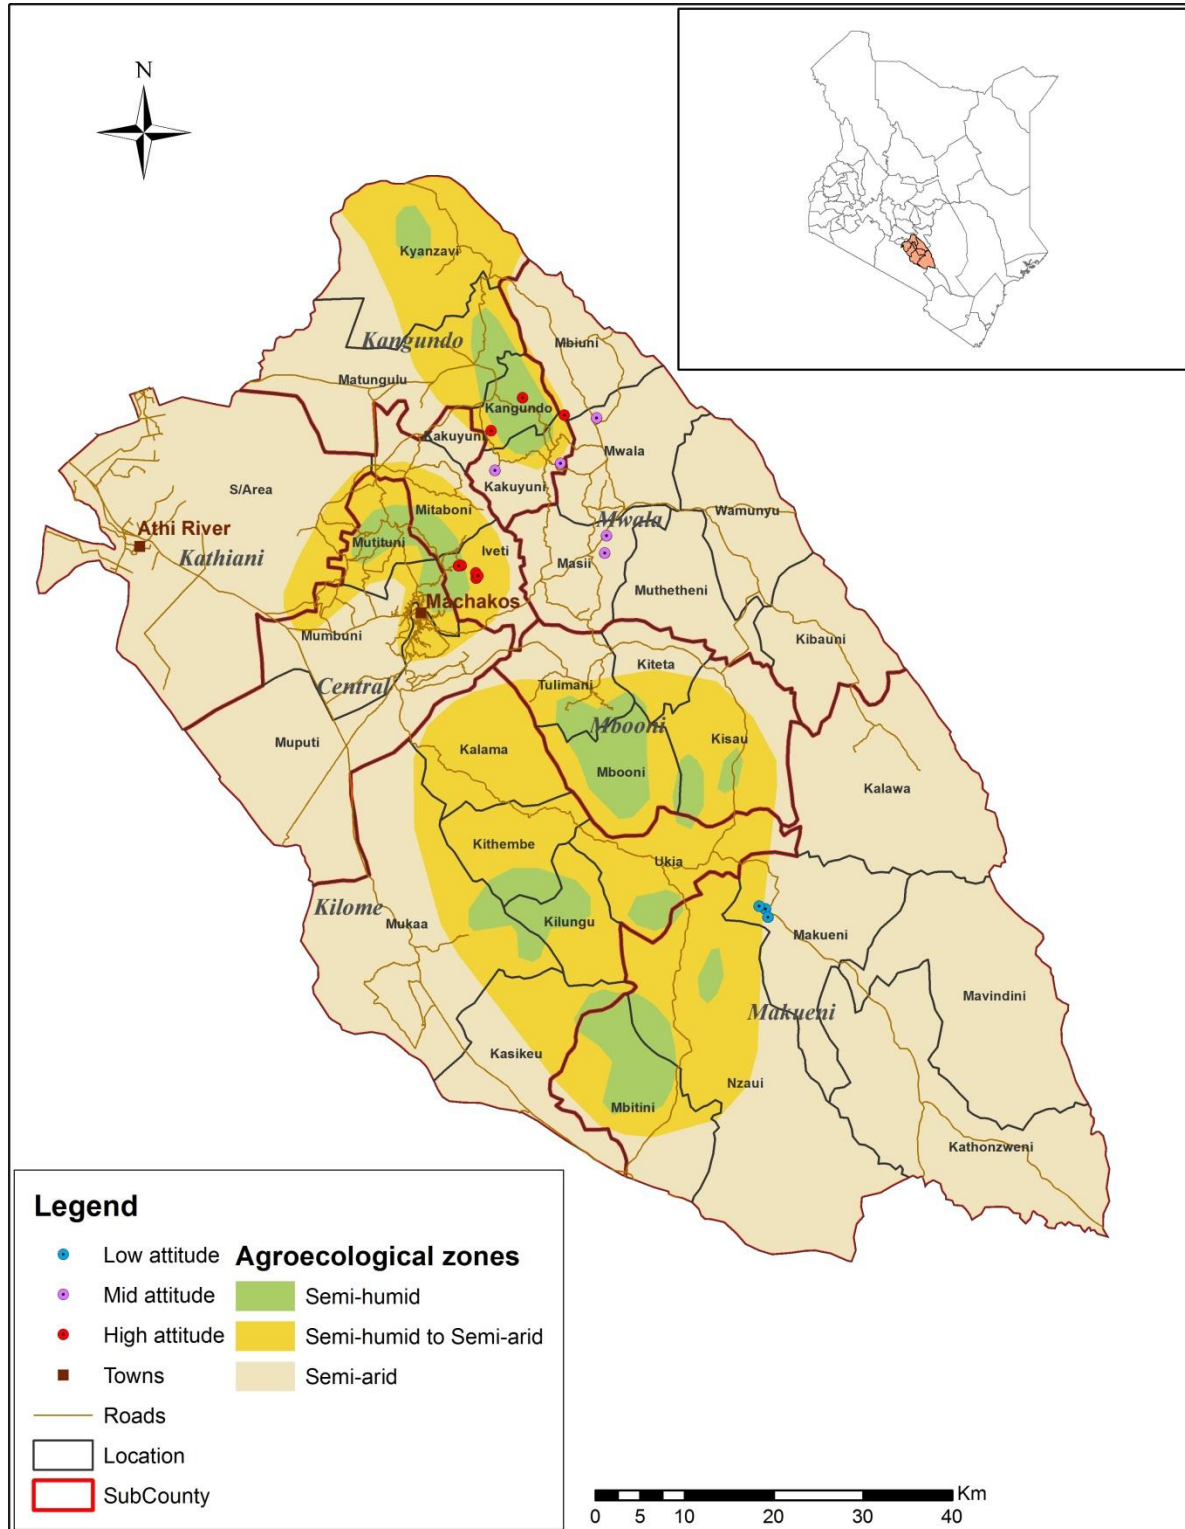 N
Kyanzavi
Kangundo
Mbiuni
Matungulu
Kangundo
Kakuyuni
Mwala
S/Area
Kakuyuni
Mitaboni
Wamunyu
Mwala
Athi River
Kathiani
Mutituni
Iveti
Masii
Muthetheni
Machakos
Mumbuni
Kibauni
Central
Kiteta
Tulimani
Mbooni
Muputi
Kalama
Kisau
Mbooni
Kalawa
Kithembe
Ukia
Kilome
Mukaa
Kilungu
Makueni
Mavindini
Makueni
Kasikeu
Nzaui
Mbitini
Kathonzweni
Legend
Low attitude
Mid attitude
High attitude
Towns
Roads
Location
SubCounty
Agroecological zones
Semi-humid
Semi-humid to Semi-arid
Semi-arid
Km
0 5 10 20 30 40